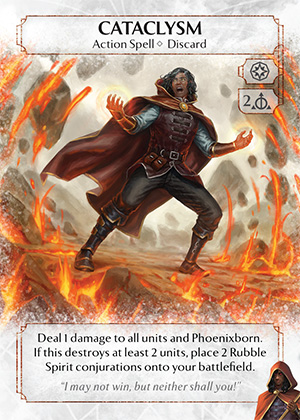 CATACLYSM
Action Spell ⬦ Discard
2
Deal 1 damage to all units and Phoenixborn.
If this destroys at least 2 units, place 2 Rubble
Spirit conjurations onto your battlefield.
"I may not win, but neither shall you!"